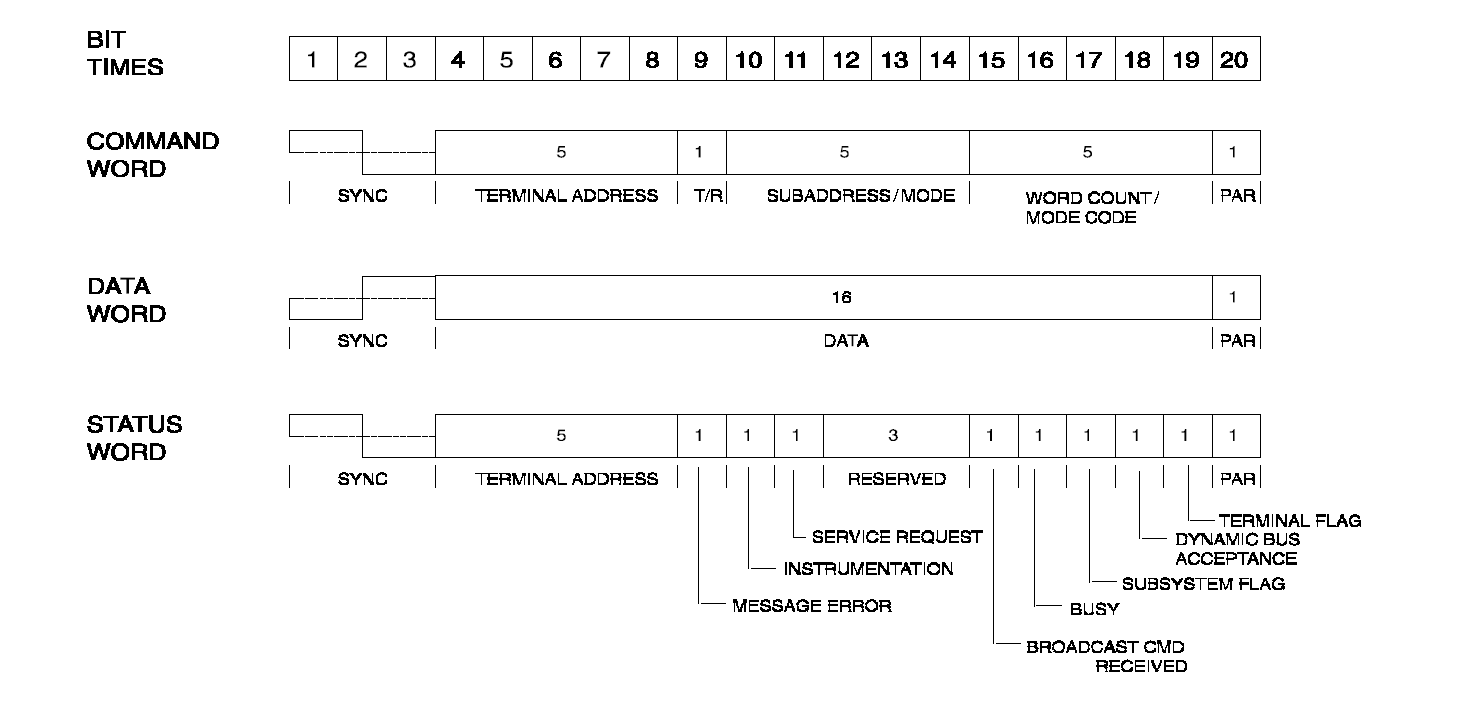 BIT
TIMES
1 2 3 4 5 6 7 8 9 10 11 12 13 14 15 16 17 18 19 20
COMMAND
WORD
5 1 5 5 1
SYNC TERMINAL ADDRESS T/R SUBADDRESS/MODE WORD COUNT/ PAR
MODE CODE
DATA
WORD
16 1
SYNC DATA PAR
STATUS
WORD
5 1 1 1 3 1 1 1 1 1 1
SYNC TERMINAL ADDRESS RESERVED PAR
TERMINAL FLAG
SERVICE REQUEST
DYNAMIC BUS
ACCEPTANCE
INSTRUMENTATION
SUBSYSTEM FLAG
MESSAGE ERROR
BUSY
BROADCAST CMD
RECEIVED